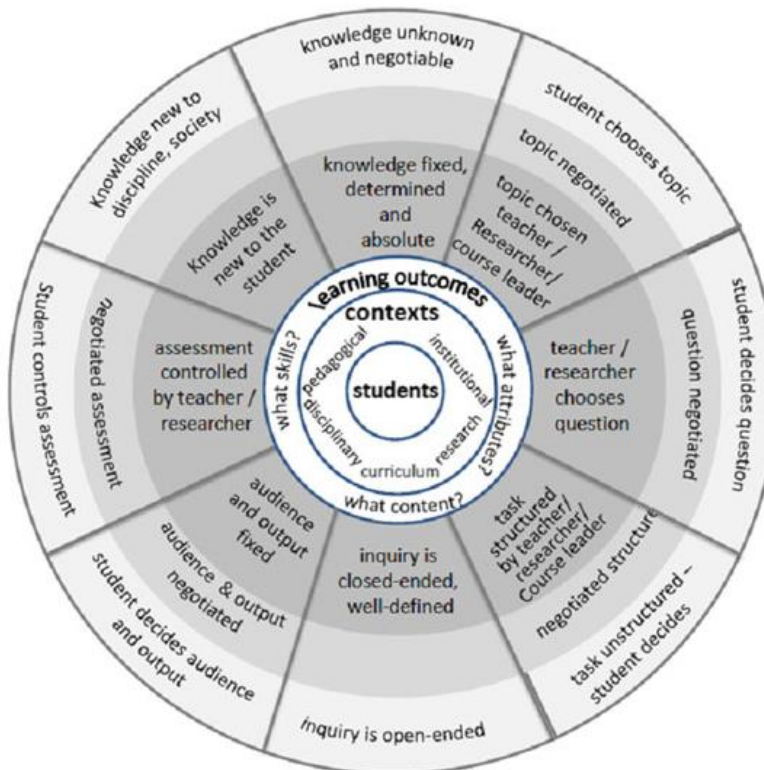 knowledge unknown
and negotiable
knowledge fixed,
determined
and
absolute
student chooses topic
topic negotiated
topic chosen
teacher /
Researcher/
course leader
student decides question
question negotiated
teacher /
researcher
chooses
question
task unstructured –
student decides
negotiated structure
task
structured
by teacher/
researcher/
Course leader
inquiry is
closed-ended,
well-defined
inquiry is open-ended
audience
and output
fixed
audience & output
negotiated
student decides audience
and output
assessment
controlled
by teacher /
researcher
negotiated assessment
Student controls assessment
Knowledge is
new to the
student
Knowledge new to
discipline, society
learning outcomes
what skills?
what attributes?
what content?
contexts
pedagogical
institutional
disciplinary
research
curriculum
students